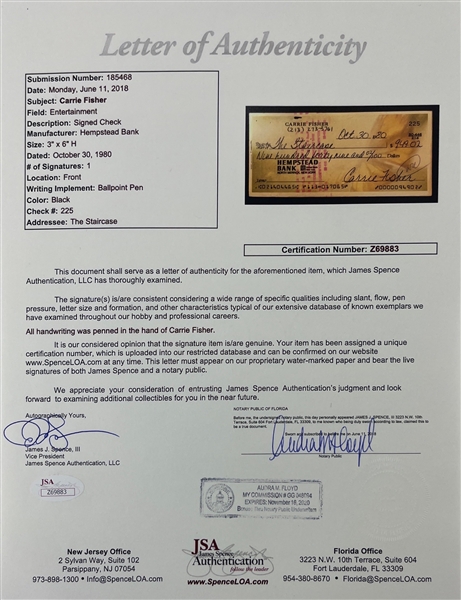 Letter of Authenticity
Submission Number: 185468
Date: Monday, June 11, 2018
Subject: Carrie Fisher
Field: Entertainment
Description: Signed Check
Manufacturer: Hempstead Bank
Size: 3" x 6" H
Date: October 30, 1980
# of Signatures: 1
Location: Front
Writing Implement: Ballpoint Pen
Color: Black
Check #: 225
Addressee: The Staircase
CARRIE FISHER
225
The Staircase
HEMPSTEAD
BANK
Carrie Fisher
Certification Number: Z69883
This document shall serve as a letter of authenticity for the aforementioned item, which James Spence
Authentication, LLC has thoroughly examined.
The signature(s) is/are consistent considering a wide range of specific qualities including slant, flow, pen
pressure, letter size and formation, and other characteristics typical of our extensive database of known exemplars we
have examined throughout our hobby and professional careers.
All handwriting was penned in the hand of Carrie Fisher.
It is our considered opinion that the signature item is/are genuine. Your item has been assigned a unique
certification number, which is uploaded into our restricted database and can be confirmed on our website
www.SpenceLOA.com at any time. This letter must appear on our proprietary water-marked paper and bear the live
signatures of both James Spence and a notary public.
We appreciate your consideration of entrusting James Spence Authentication's judgment and look
forward to examining additional collectibles for you in the near future.
Autographically Yours,
James J. Spence, III
Vice President
James Spence Authentication, LLC
NOTARY PUBLIC OF FLORIDA
Notary Public
JSA
Z69883
AUDRA M. FLOYD
MY COMMISSION # GG
EXPIRES: November 18, 2020
New Jersey Office
2 Sylvan Way, Suite 102
Parsippany, NJ 07054
973-898-1300 • Info@SpenceLOA.com
JSA
James Spence
Authentication
follow the leader
SpenceLOA.com
Florida Office
3223 N.W. 10th Terrace, Suite 604
Fort Lauderdale, FL 33309
954-380-8670 • Florida@SpenceLOA.com